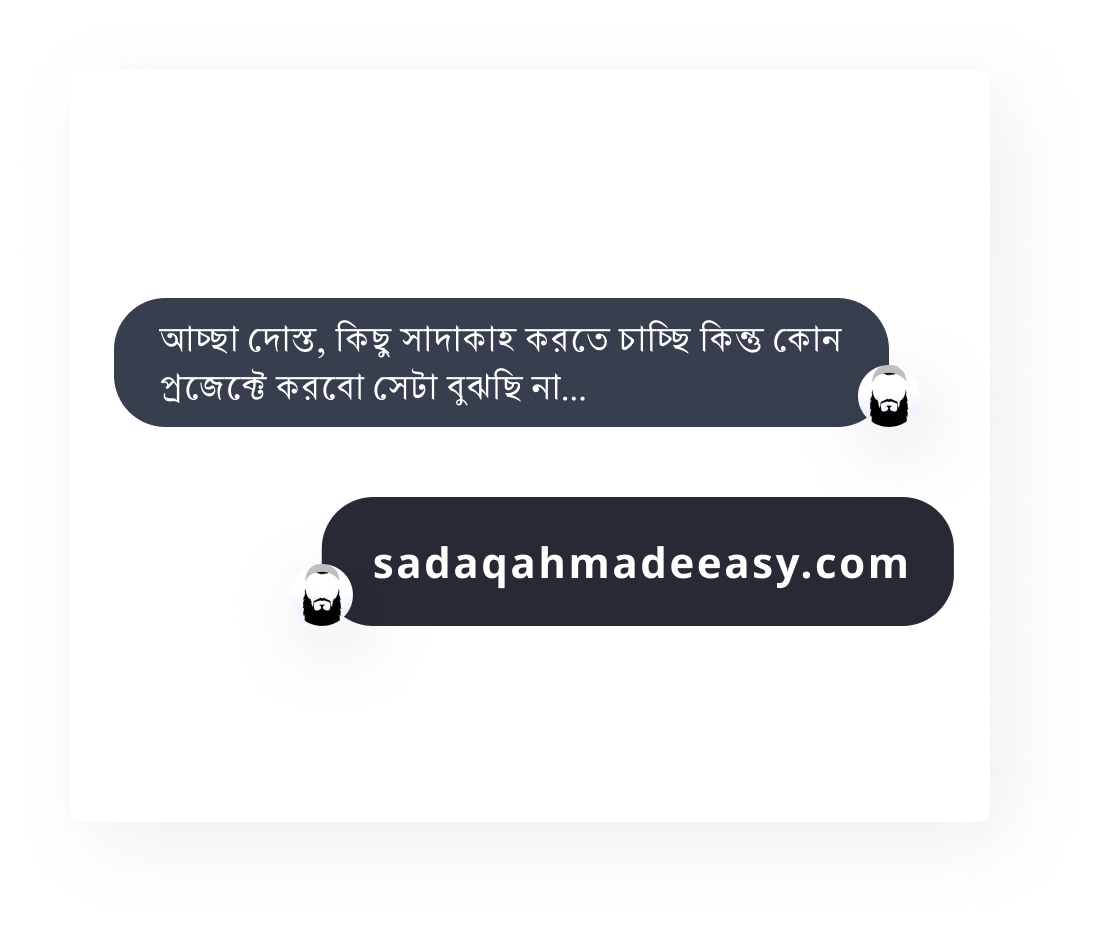 আচ্ছা দোস্ত, কিছু সাদাকাহ করতে চাচ্ছি কিন্তু কোন
প্রজেক্টে করবো সেটা বুঝছি না...
sadaqahmadeeasy.com